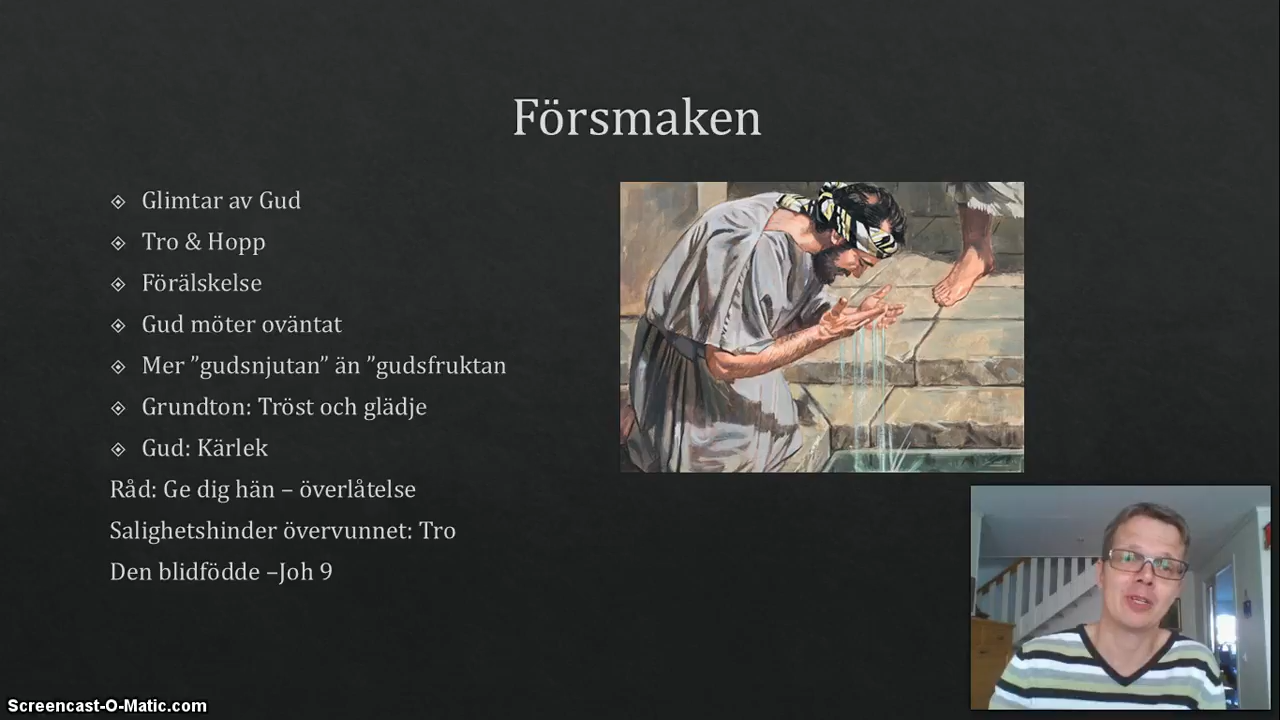 Försmaken
Glimtar av Gud
Tro & Hopp
Förälskelse
Gud möter oväntat
Mer ”gudsnjutan” än ”gudsfruktan
Grundton: Tröst och glädje
Gud: Kärlek
Råd: Ge dig hän – överlåtelse
Salighetshinder övervunnet: Tro
Den blidfödde –Joh 9
Screencast-O-Matic.com